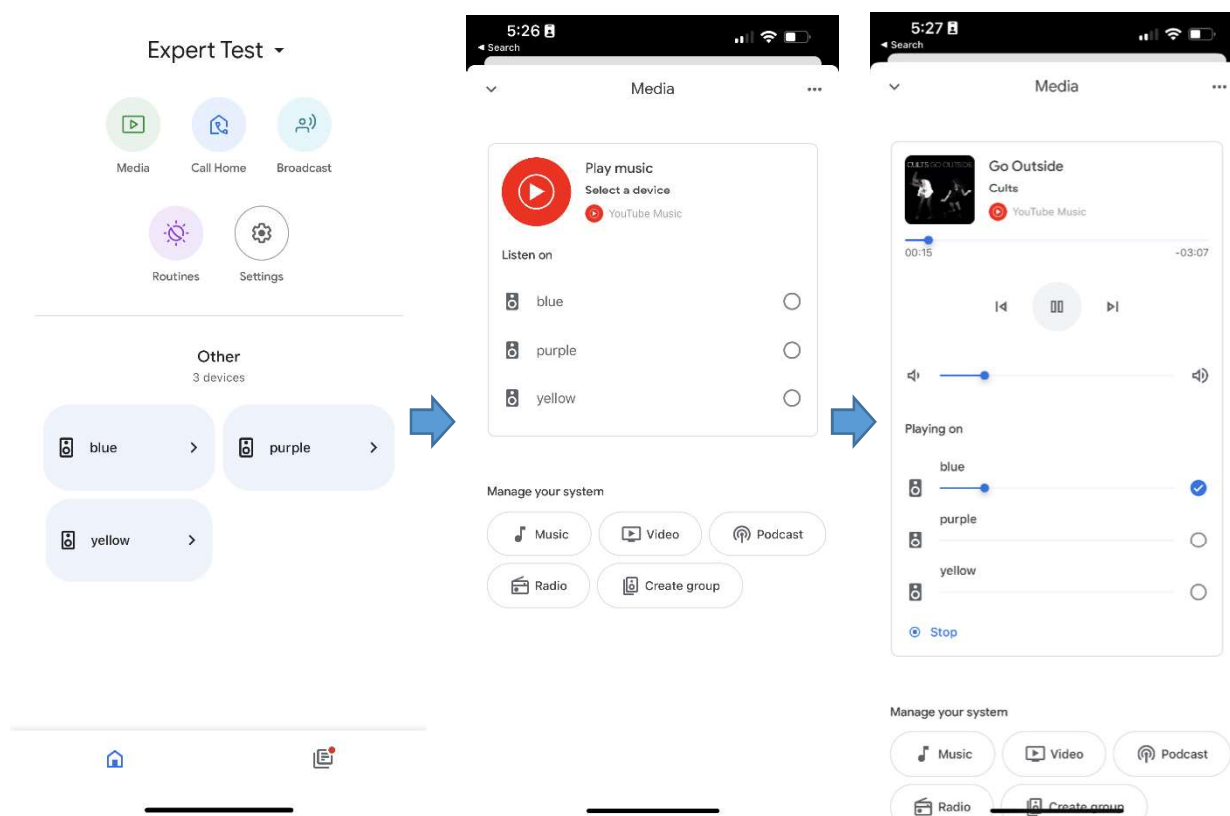 Expert Test
Media
Call Home
Broadcast
Routines
Settings
Other
3 devices
blue
purple
yellow
5:26
Search
Media
Play music
Select a device
YouTube Music
Listen on
blue
purple
yellow
Manage your system
Music
Video
Podcast
Radio
Create group
5:27
Search
Media
CULTS GO OUTSIDE
Go Outside
Cults
YouTube Music
00:15
-03:07
Playing on
blue
purple
yellow
Stop
Manage your system
Music
Video
Podcast
Radio
Create group